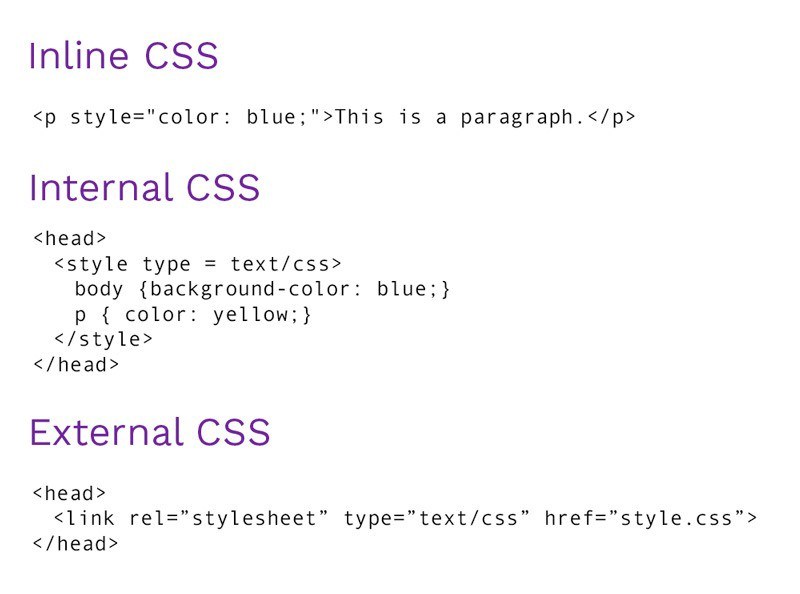 Inline CSS
<p style="color: blue;">This is a paragraph.</p>
Internal CSS
<head>
<style type = text/css>
body {background-color: blue;}
p { color: yellow;}
</style>
</head>
External CSS
<head>
<link rel=”stylesheet” type=”text/css” href=”style.css”>
</head>